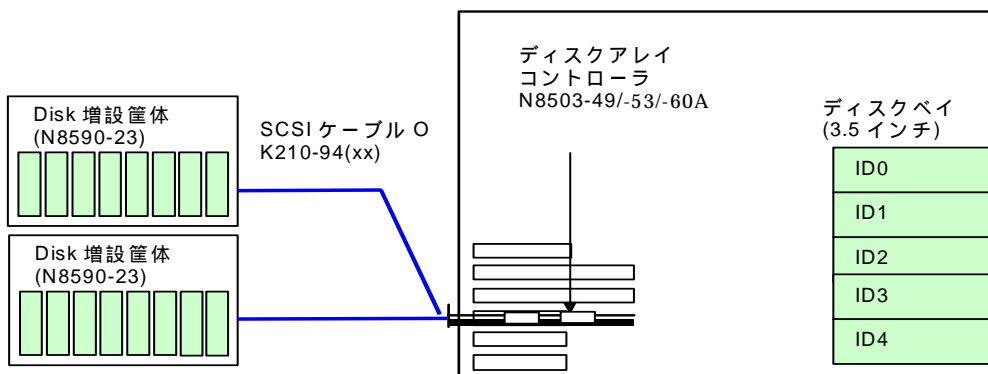 ディスクアレイ
コントローラ
N8503-49/-53/-60A
Disk 増設筐体
(N8590-23)
SCSI ケーブル O
K210-94(xx)
ディスクベイ
(3.5 インチ)
ID0
ID1
ID2
ID3
ID4
Disk 増設筐体
(N8590-23)